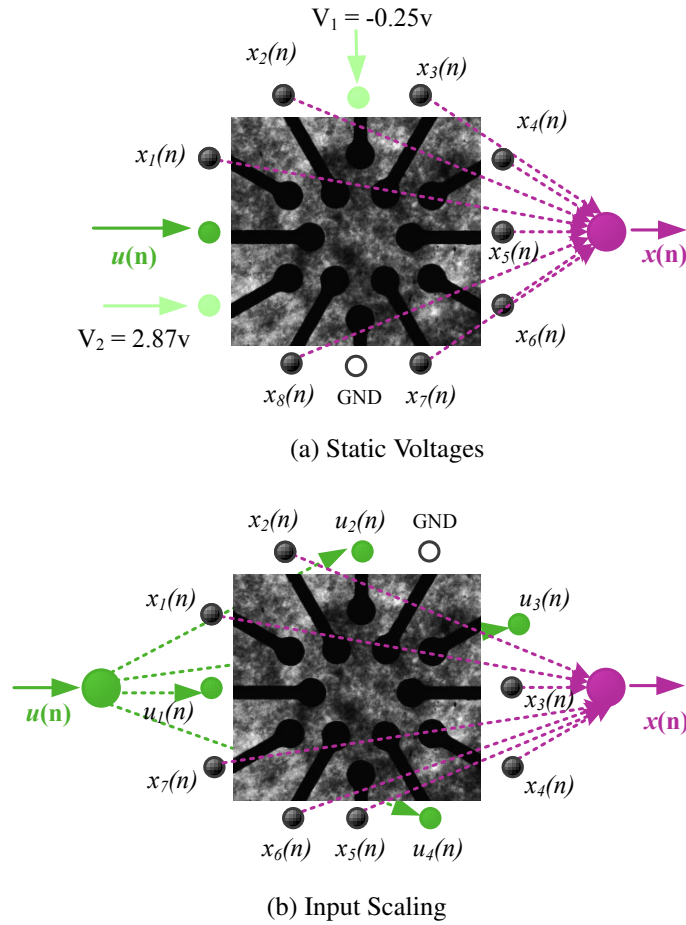 V1 = -0.25v
x2(n)
x3(n)
x4(n)
x1(n)
u(n)
x5(n)
x(n)
V2 = 2.87v
x6(n)
x8(n)
GND
x7(n)
(a) Static Voltages
x2(n)
u2(n)
GND
x1(n)
u3(n)
u(n)
u1(n)
x3(n)
x(n)
x7(n)
x4(n)
x6(n)
x5(n)
u4(n)
(b) Input Scaling